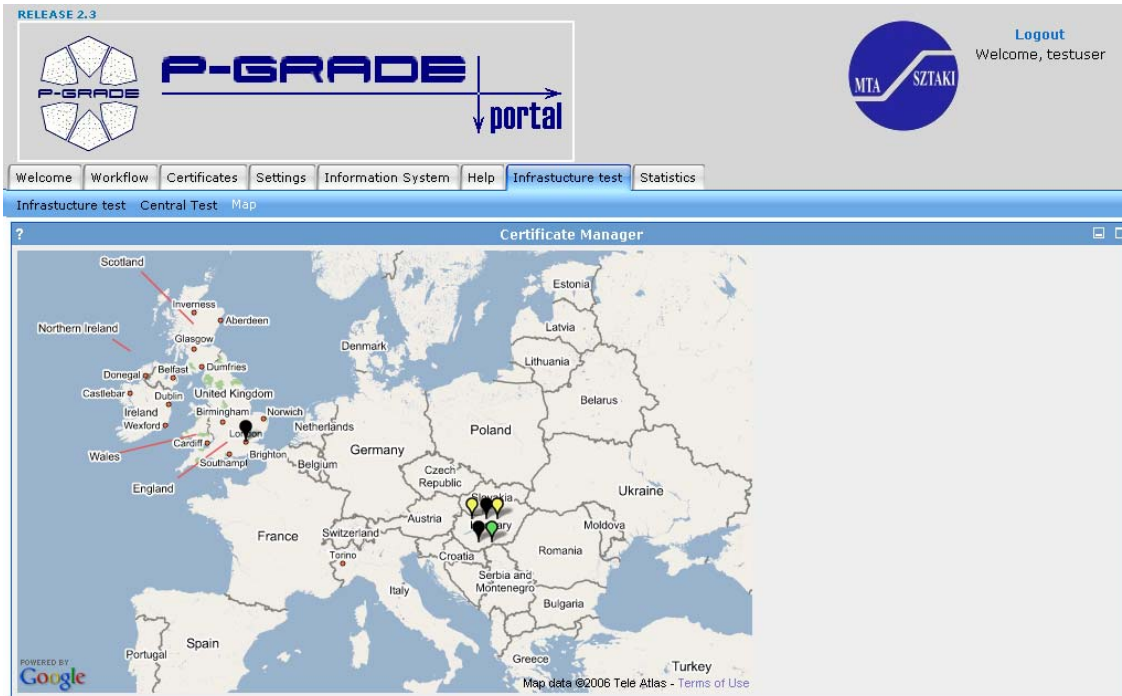 RELEASE 2.3
P-GRADE
P-GRADE
portal
MTA SZTAKI
Logout
Welcome, testuser
Welcome Workflow Certificates Settings Information System Help Infrastucture test Statistics
Infrastucture test Central Test Map
? Certificate Manager
Scotland
Inverness
Aberdeen
Northern Ireland
Glasgow
Donegal Belfast Dumfries
Castlebar Dublin United Kingdom
Ireland Birmingham Norwich
Wexford
Cardiff
Wales
Southampt Brighton
England
Estonia
Latvia
Denmark
Lithuania
Belarus
Netherlands
Poland
Germany
Belgium
Czech
Republic
Ukraine
Austria
France Switzerland
Moldova
Torino
Croatia Romania
Serbia and
Montenegro
Italy
Bulgaria
Spain
Portugal
Greece Turkey
POWERED BY
Google
Map data ©2006 Tele Atlas - Terms of Use